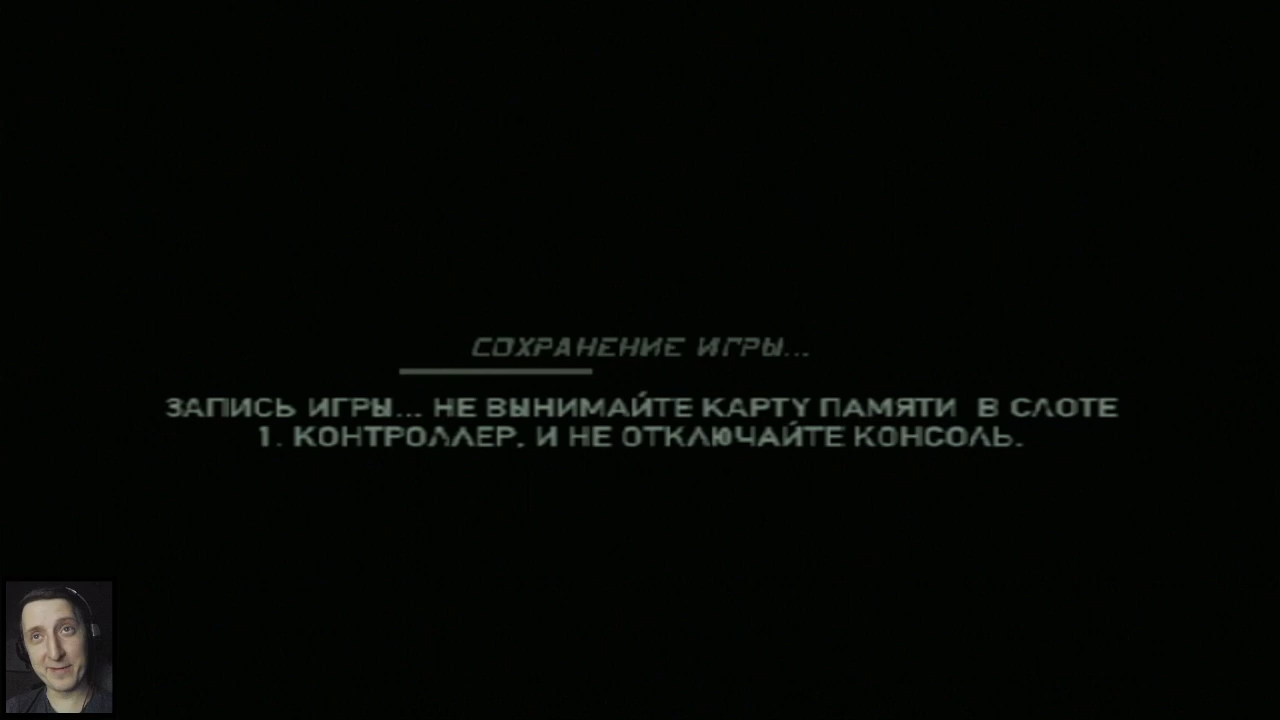 СОХРАНЕНИЕ ИГРЫ...
ЗАПИСЬ ИГРЫ... НЕ ВЫНИМАЙТЕ КАРТУ ПАМЯТИ В СЛОТЕ
1. КОНТРОЛЛЕР, И НЕ ОТКЛЮЧАЙТЕ КОНСОЛЬ.